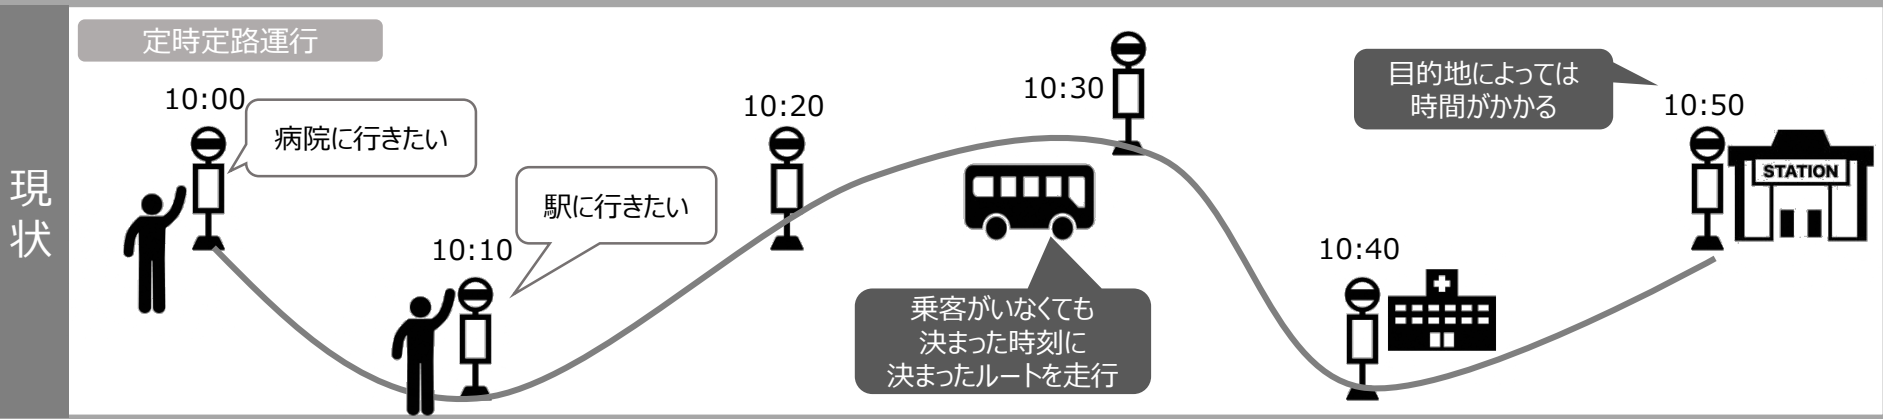 現状
定時定路運行
10:00
病院に行きたい
10:10
駅に行きたい
10:20
10:30
乗客がいなくても
決まった時刻に
決まったルートを走行
10:40
目的地によっては
時間がかかる
10:50
STATION